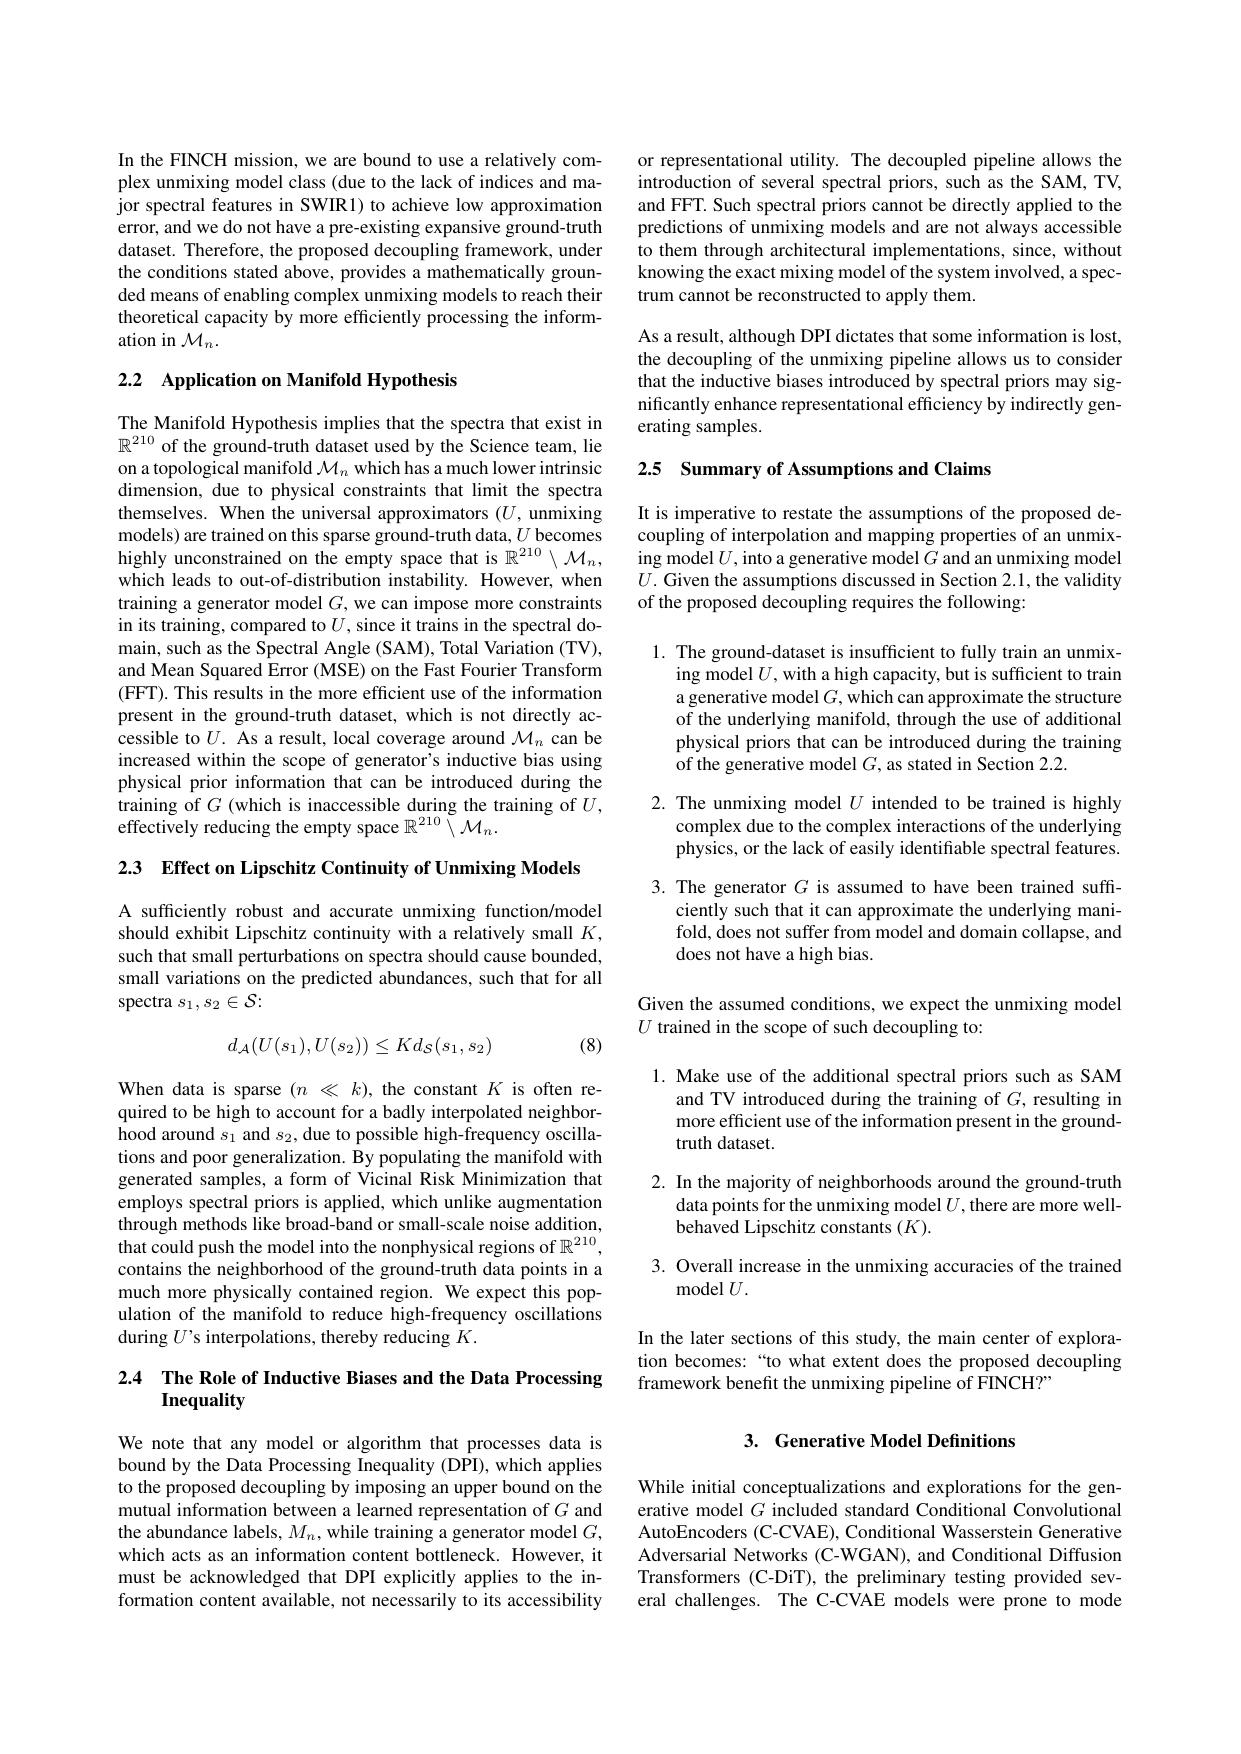 In the FINCH mission, we are bound to use a relatively com-
plex unmixing model class (due to the lack of indices and ma-
jor spectral features in SWIR1) to achieve low approximation
error, and we do not have a pre-existing expansive ground-truth
dataset. Therefore, the proposed decoupling framework, under
the conditions stated above, provides a mathematically groun-
ded means of enabling complex unmixing models to reach their
theoretical capacity by more efficiently processing the inform-
ation in ℳₙ.
2.2 Application on Manifold Hypothesis
The Manifold Hypothesis implies that the spectra that exist in
ℝ²¹⁰ of the ground-truth dataset used by the Science team, lie
on a topological manifold ℳₙ which has a much lower intrinsic
dimension, due to physical constraints that limit the spectra
themselves. When the universal approximators (U, unmixing
models) are trained on this sparse ground-truth data, U becomes
highly unconstrained on the empty space that is ℝ²¹⁰ \ ℳₙ,
which leads to out-of-distribution instability. However, when
training a generator model G, we can impose more constraints
in its training, compared to U, since it trains in the spectral do-
main, such as the Spectral Angle (SAM), Total Variation (TV),
and Mean Squared Error (MSE) on the Fast Fourier Transform
(FFT). This results in the more efficient use of the information
present in the ground-truth dataset, which is not directly ac-
cessible to U. As a result, local coverage around ℳₙ can be
increased within the scope of generator's inductive bias using
physical prior information that can be introduced during the
training of G (which is inaccessible during the training of U,
effectively reducing the empty space ℝ²¹⁰ \ ℳₙ.
2.3 Effect on Lipschitz Continuity of Unmixing Models
A sufficiently robust and accurate unmixing function/model
should exhibit Lipschitz continuity with a relatively small K,
such that small perturbations on spectra should cause bounded,
small variations on the predicted abundances, such that for all
spectra s₁, s₂ ∈ 𝒮:
d_𝒜(U(s₁), U(s₂)) ≤ Kd_𝒮(s₁, s₂) (8)
When data is sparse (n ≪ k), the constant K is often re-
quired to be high to account for a badly interpolated neighbor-
hood around s₁ and s₂, due to possible high-frequency oscilla-
tions and poor generalization. By populating the manifold with
generated samples, a form of Vicinal Risk Minimization that
employs spectral priors is applied, which unlike augmentation
through methods like broad-band or small-scale noise addition,
that could push the model into the nonphysical regions of ℝ²¹⁰,
contains the neighborhood of the ground-truth data points in a
much more physically contained region. We expect this pop-
ulation of the manifold to reduce high-frequency oscillations
during U's interpolations, thereby reducing K.
2.4 The Role of Inductive Biases and the Data Processing
Inequality
We note that any model or algorithm that processes data is
bound by the Data Processing Inequality (DPI), which applies
to the proposed decoupling by imposing an upper bound on the
mutual information between a learned representation of G and
the abundance labels, Mₙ, while training a generator model G,
which acts as an information content bottleneck. However, it
must be acknowledged that DPI explicitly applies to the in-
formation content available, not necessarily to its accessibility
or representational utility. The decoupled pipeline allows the
introduction of several spectral priors, such as the SAM, TV,
and FFT. Such spectral priors cannot be directly applied to the
predictions of unmixing models and are not always accessible
to them through architectural implementations, since, without
knowing the exact mixing model of the system involved, a spec-
trum cannot be reconstructed to apply them.
As a result, although DPI dictates that some information is lost,
the decoupling of the unmixing pipeline allows us to consider
that the inductive biases introduced by spectral priors may sig-
nificantly enhance representational efficiency by indirectly gen-
erating samples.
2.5 Summary of Assumptions and Claims
It is imperative to restate the assumptions of the proposed de-
coupling of interpolation and mapping properties of an unmix-
ing model U, into a generative model G and an unmixing model
U. Given the assumptions discussed in Section 2.1, the validity
of the proposed decoupling requires the following:
1. The ground-dataset is insufficient to fully train an unmix-
ing model U, with a high capacity, but is sufficient to train
a generative model G, which can approximate the structure
of the underlying manifold, through the use of additional
physical priors that can be introduced during the training
of the generative model G, as stated in Section 2.2.
2. The unmixing model U intended to be trained is highly
complex due to the complex interactions of the underlying
physics, or the lack of easily identifiable spectral features.
3. The generator G is assumed to have been trained suffi-
ciently such that it can approximate the underlying mani-
fold, does not suffer from model and domain collapse, and
does not have a high bias.
Given the assumed conditions, we expect the unmixing model
U trained in the scope of such decoupling to:
1. Make use of the additional spectral priors such as SAM
and TV introduced during the training of G, resulting in
more efficient use of the information present in the ground-
truth dataset.
2. In the majority of neighborhoods around the ground-truth
data points for the unmixing model U, there are more well-
behaved Lipschitz constants (K).
3. Overall increase in the unmixing accuracies of the trained
model U.
In the later sections of this study, the main center of explora-
tion becomes: “to what extent does the proposed decoupling
framework benefit the unmixing pipeline of FINCH?”
3. Generative Model Definitions
While initial conceptualizations and explorations for the gen-
erative model G included standard Conditional Convolutional
AutoEncoders (C-CVAE), Conditional Wasserstein Generative
Adversarial Networks (C-WGAN), and Conditional Diffusion
Transformers (C-DiT), the preliminary testing provided sev-
eral challenges. The C-CVAE models were prone to mode